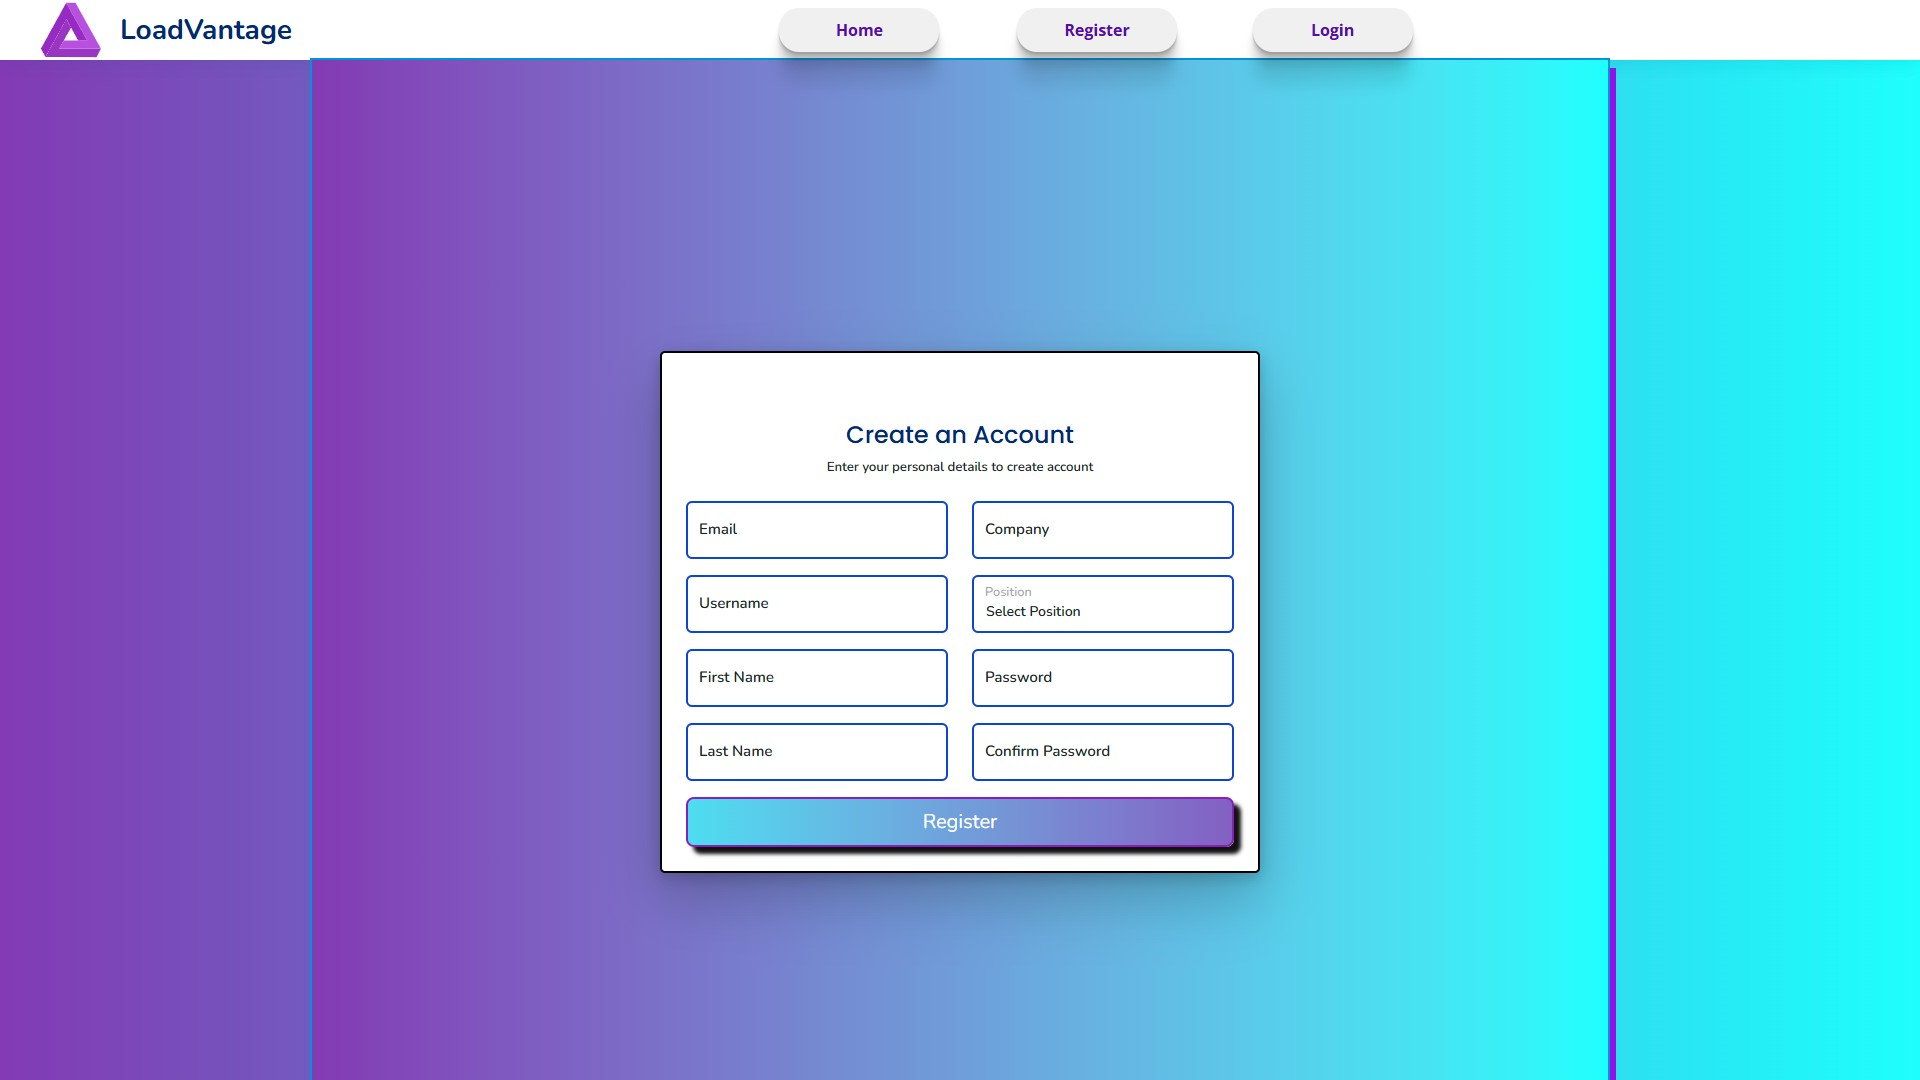 LoadVantage
Home
Register
Login
Create an Account
Enter your personal details to create account
Email
Company
Username
Position
Select Position
First Name
Password
Last Name
Confirm Password
Register